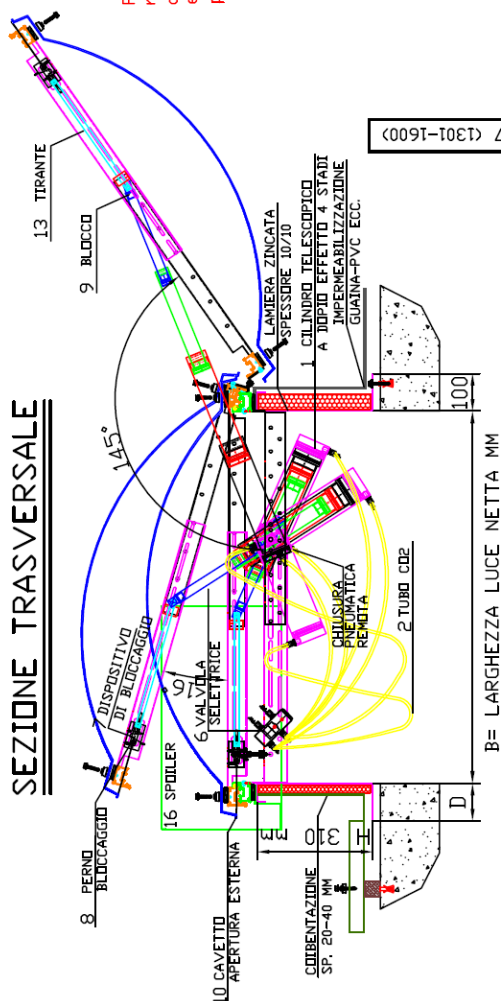 SEZIONE TRASVERSALE
13 TIRANTE
9 BLOCCO
145°
LAMIERA ZINCATA
SPESSORE 10/10
1 CILINDRO TELESCOPICO
A DOPIO EFFETTO 4 STADI
IMPERMEABILIZZAZIONE
GUAINA-PVC ECC.
7 (1301-1600)
100
DISPOSITIVO
DI BLOCCAGGIO
8 PERNO
BLOCCAGGIO
16°
6 VALVOLA
SELETTRICE
16 SPOILER
CHIUSURA
PNEUMATICA
REMOTA
2 TUBO CO2
10 CAVETTO
APERTURA ESTERNA
H 310 mm
D
COIBENTAZIONE
SP. 20-40 MM
B= LARGHEZZA LUCE NETTA MM